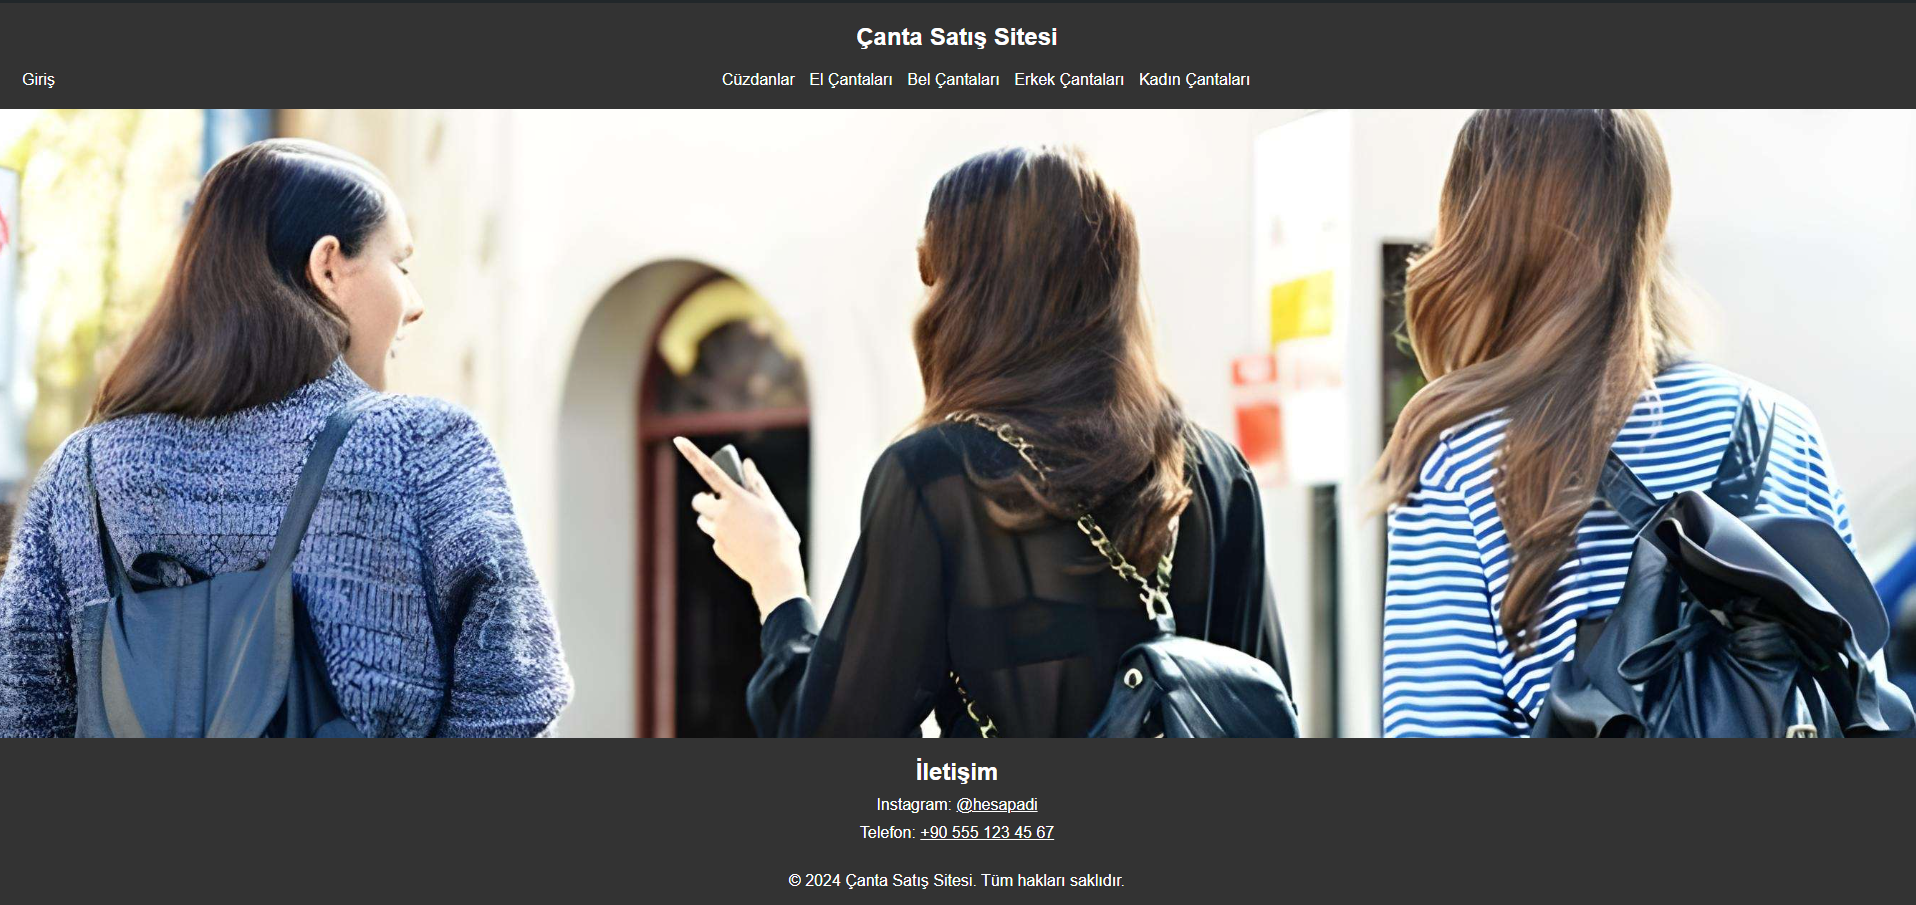 Çanta Satış Sitesi
Giriş Cüzdanlar El Çantaları Bel Çantaları Erkek Çantaları Kadın Çantaları
İletişim
Instagram: @hesapadi
Telefon: +90 555 123 45 67
© 2024 Çanta Satış Sitesi. Tüm hakları saklıdır.